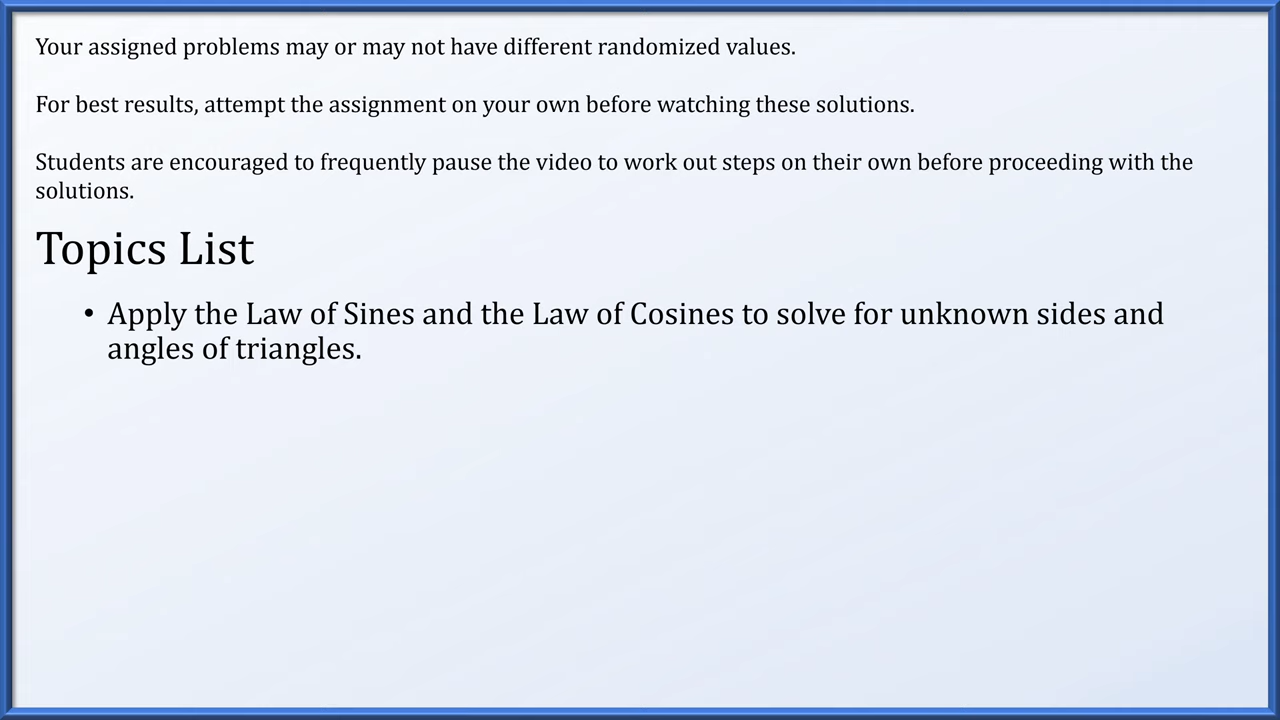 Your assigned problems may or may not have different randomized values.
For best results, attempt the assignment on your own before watching these solutions.
Students are encouraged to frequently pause the video to work out steps on their own before proceeding with the
solutions.
Topics List
• Apply the Law of Sines and the Law of Cosines to solve for unknown sides and
angles of triangles.